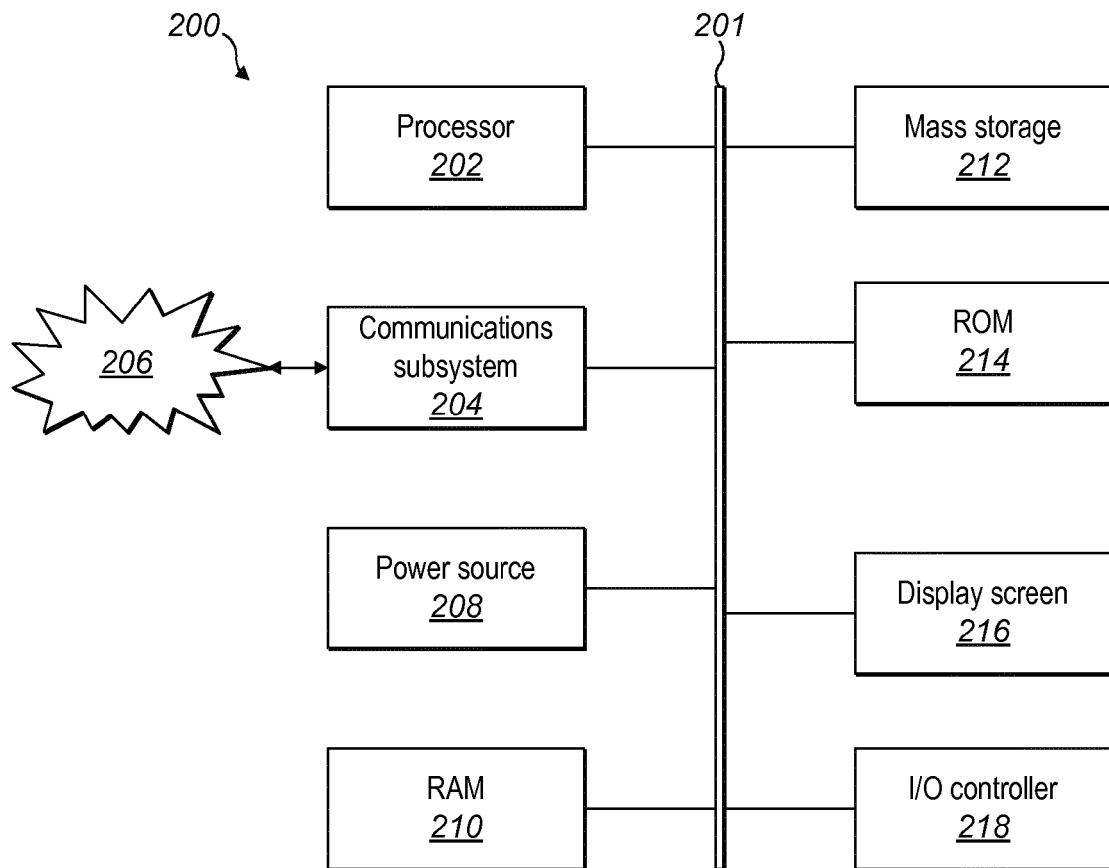 200
201
Processor
202
Mass storage
212
206
Communications
subsystem
204
ROM
214
Power source
208
Display screen
216
RAM
210
I/O controller
218